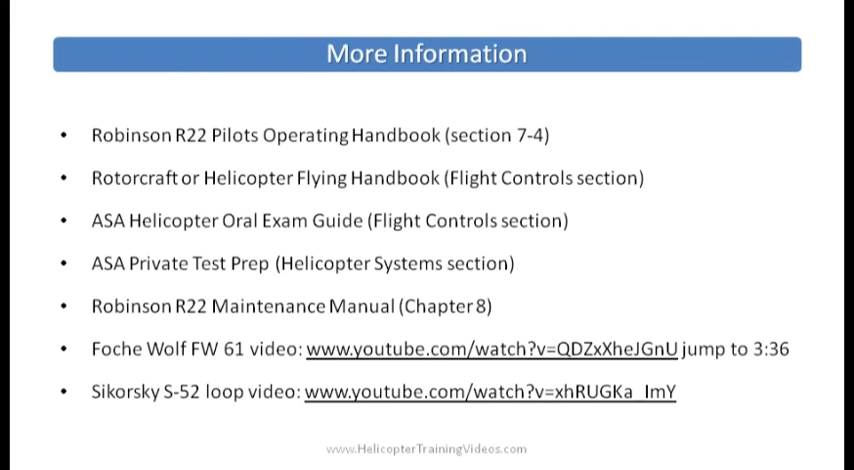 More Information
• Robinson R22 Pilots Operating Handbook (section 7-4)
• Rotorcraft or Helicopter Flying Handbook (Flight Controls section)
• ASA Helicopter Oral Exam Guide (Flight Controls section)
• ASA Private Test Prep (Helicopter Systems section)
• Robinson R22 Maintenance Manual (Chapter 8)
• Foche Wolf FW 61 video: www.youtube.com/watch?v=QDZxXheJGnU jump to 3:36
• Sikorsky S-52 loop video: www.youtube.com/watch?v=xhRUGKa_ImY
www.HelicopterTrainingVideos.com